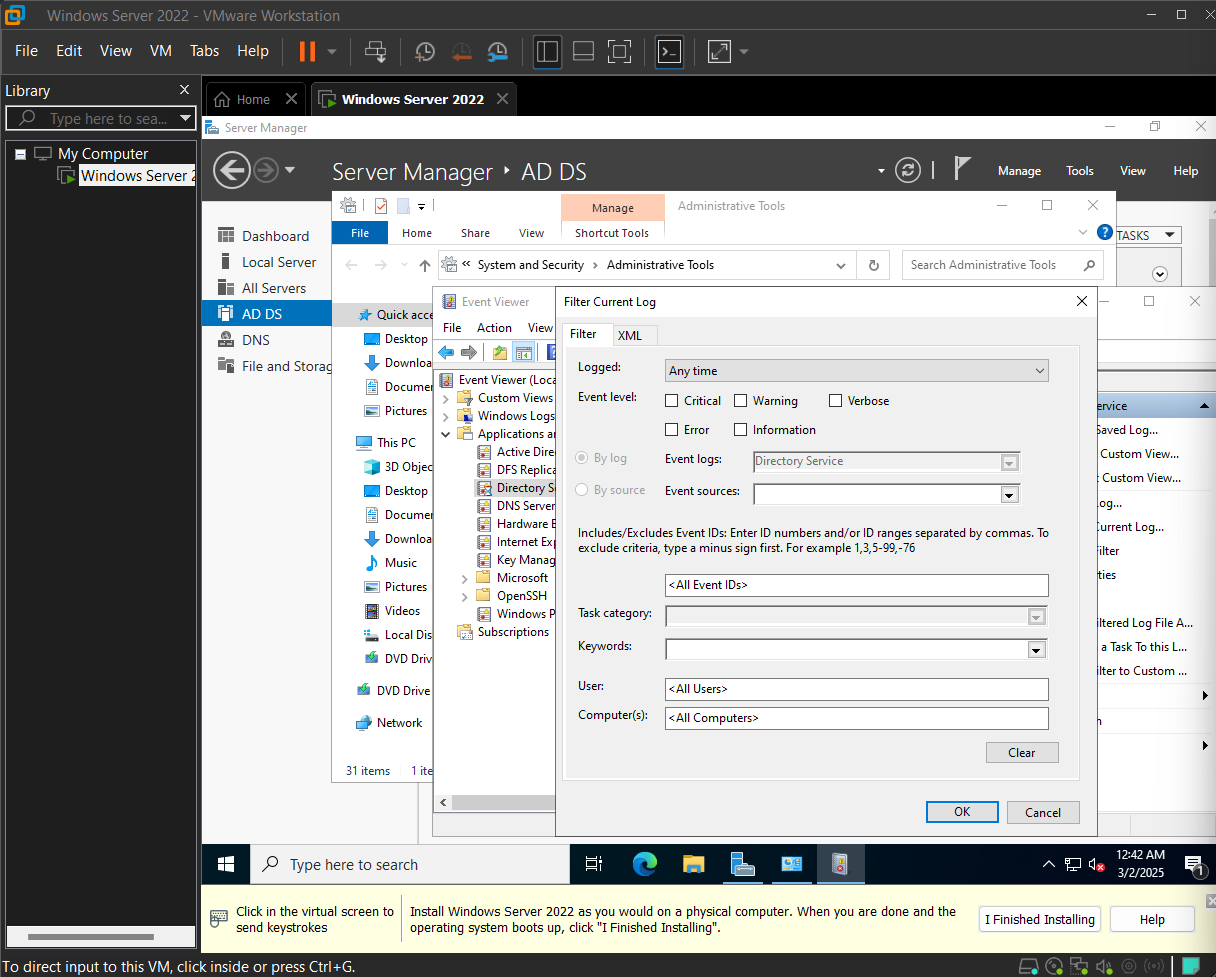 Windows Server 2022 - VMware Workstation
File Edit View VM Tabs Help
Library
Type here to sea...
My Computer
Windows Server 2
Home
Windows Server 2022
Server Manager
Server Manager AD DS
Manage Tools View Help
Dashboard
Local Server
All Servers
AD DS
DNS
File and Storag
Manage
Administrative Tools
File Home Share View Shortcut Tools
« System and Security › Administrative Tools
Search Administrative Tools
TASKS
Quick acce
Desktop
Downloa
Documer
Pictures
This PC
3D Objec
Desktop
Documer
Downloa
Music
Pictures
Videos
Local Dis
DVD Driv
DVD Drive
Network
31 items 1 ite
Event Viewer
File Action View
Event Viewer (Loca
Custom Views
Windows Logs
Applications an
Active Direc
DFS Replica
Directory S
DNS Server
Hardware E
Internet Exp
Key Manag
Microsoft
OpenSSH
Windows P
Subscriptions
Filter Current Log
Filter XML
Logged: Any time
Event level: Critical Warning Verbose
Error Information
By log Event logs: Directory Service
By source Event sources:
Includes/Excludes Event IDs: Enter ID numbers and/or ID ranges separated by commas. To
exclude criteria, type a minus sign first. For example 1,3,5-99,-76
<All Event IDs>
Task category:
Keywords:
User: <All Users>
Computer(s): <All Computers>
Clear
OK Cancel
ervice
Saved Log...
Custom View...
Custom View...
og...
Current Log...
ilter
ties
iltered Log File A...
a Task To this L...
ilter to Custom ...
n
Type here to search
12:42 AM
3/2/2025
1
Click in the virtual screen to
send keystrokes
Install Windows Server 2022 as you would on a physical computer. When you are done and the
operating system boots up, click "I Finished Installing".
I Finished Installing
Help
To direct input to this VM, click inside or press Ctrl+G.